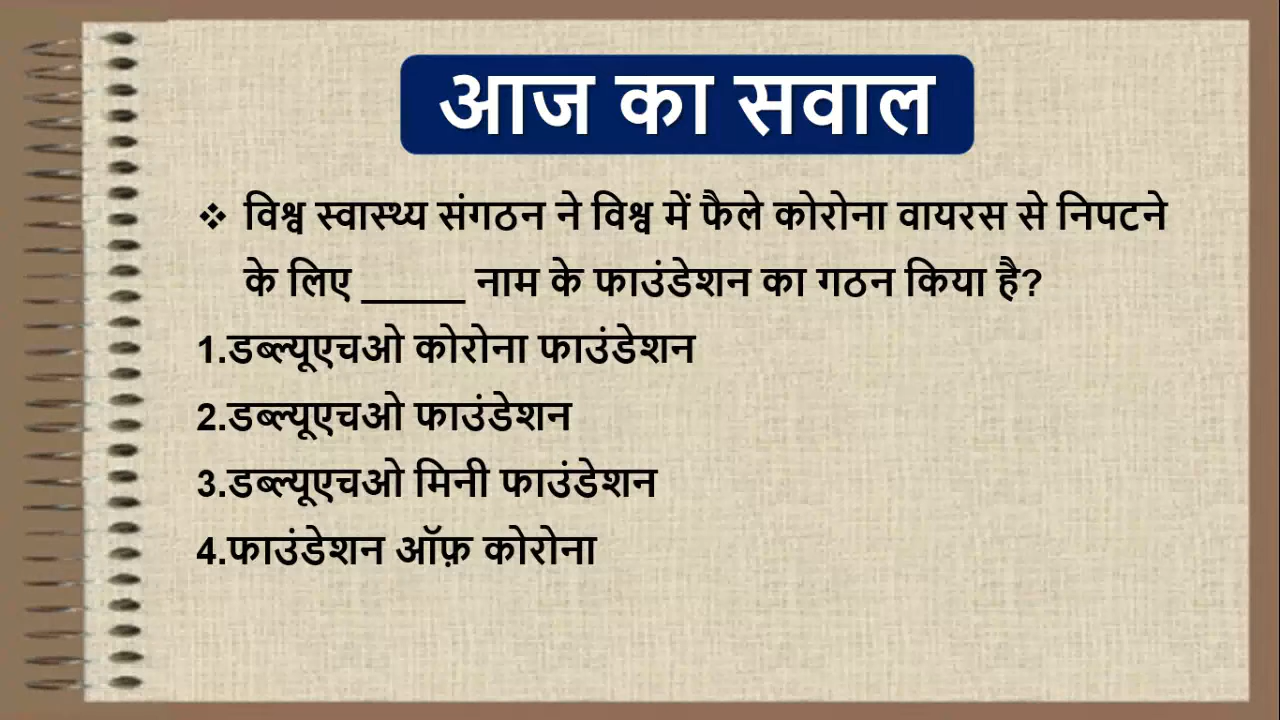 आज का सवाल
❖ विश्व स्वास्थ्य संगठन ने विश्व में फैले कोरोना वायरस से निपटने
के लिए _____ नाम के फाउंडेशन का गठन किया है?
1.डब्ल्यूएचओ कोरोना फाउंडेशन
2.डब्ल्यूएचओ फाउंडेशन
3.डब्ल्यूएचओ मिनी फाउंडेशन
4.फाउंडेशन ऑफ़ कोरोना